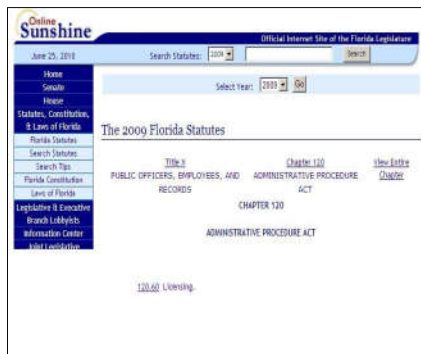 Online
Sunshine
Official Internet Site of the Florida Legislature
June 25, 2010
Search Statutes: 2009 Search
Home
Senate
House
Statutes, Constitution,
& Laws of Florida
Florida Statutes
Search Statutes
Search Tips
Florida Constitution
Laws of Florida
Legislative & Executive
Branch Lobbyists
Information Center
Joint Legislative
Select Year: 2009 Go
The 2009 Florida Statutes
Title X Chapter 120 View Entire
PUBLIC OFFICERS, EMPLOYEES, AND ADMINISTRATIVE PROCEDURE Chapter
RECORDS ACT
CHAPTER 120
ADMINISTRATIVE PROCEDURE ACT
120.60 Licensing.